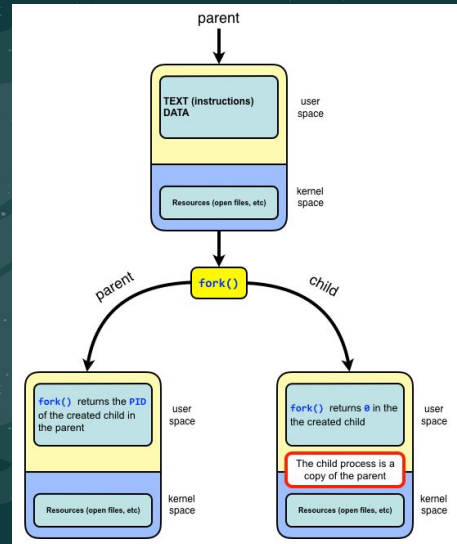 parent
TEXT (instructions)
DATA
user
space
Resources (open files, etc)
kernel
space
fork()
parent
child
fork() returns the PID
of the created child in
the parent
user
space
Resources (open files, etc)
kernel
space
fork() returns 0 in the
the created child
user
space
The child process is a
copy of the parent
Resources (open files, etc)
kernel
space